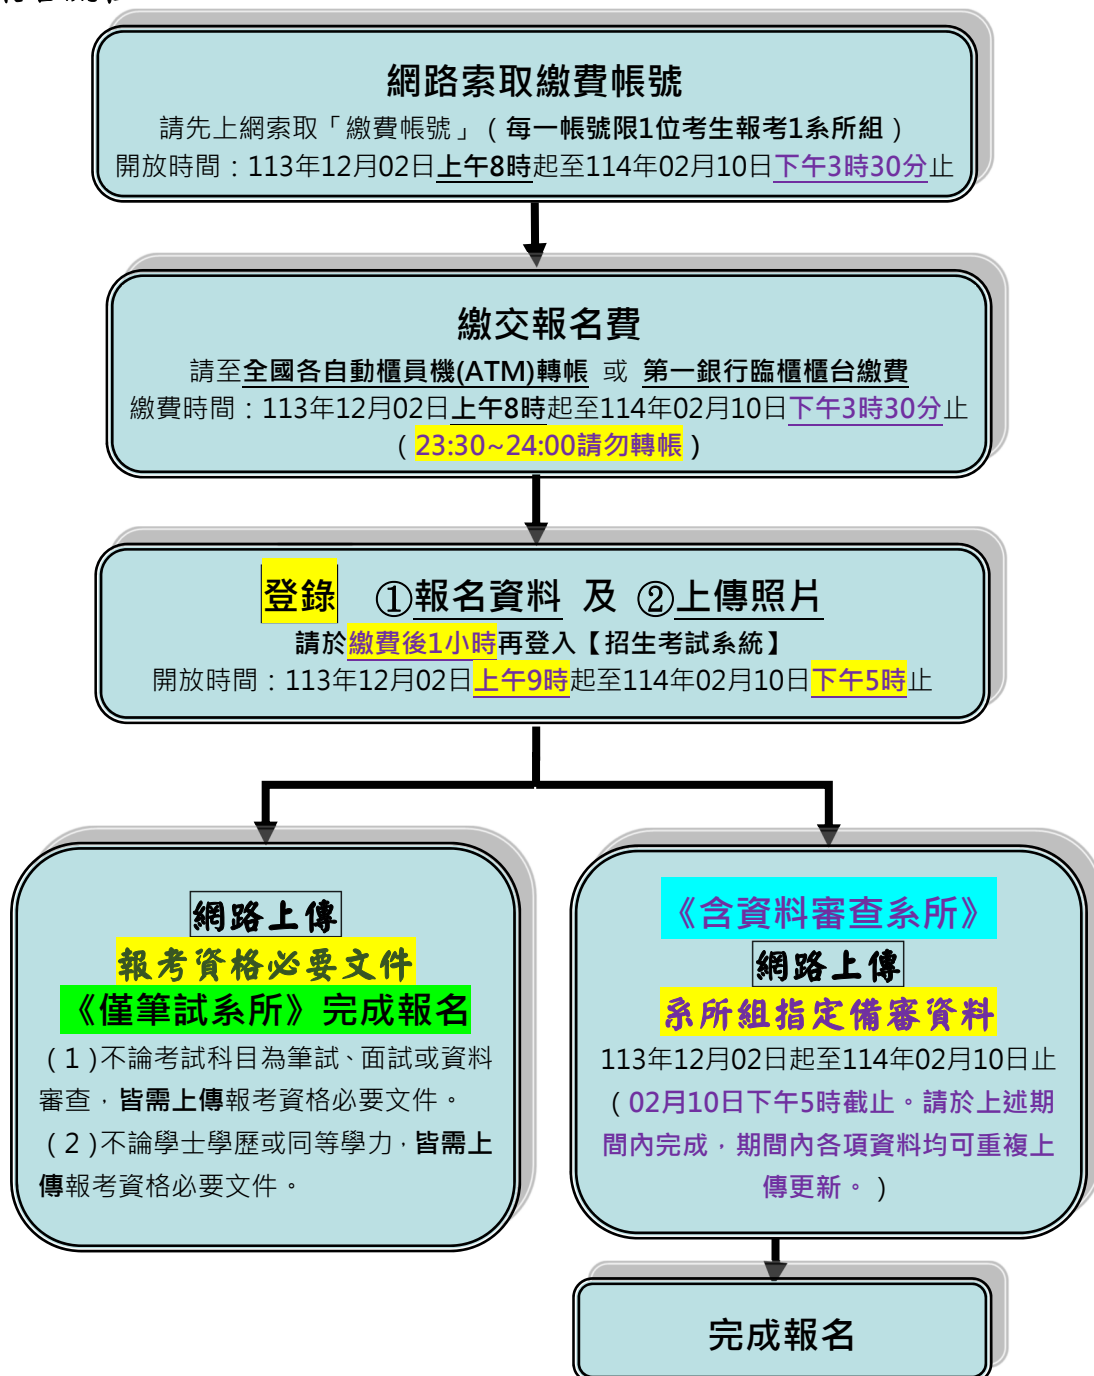 網路索取繳費帳號
請先上網索取「繳費帳號」(每一帳號限1位考生報考1系所組)
開放時間：113年12月02日上午8時起至114年02月10日下午3時30分止
繳交報名費
請至全國各自動櫃員機(ATM)轉帳 或 第一銀行臨櫃櫃台繳費
繳費時間：113年12月02日上午8時起至114年02月10日下午3時30分止
(23:30~24:00請勿轉帳)
登錄 ①報名資料 及 ②上傳照片
請於繳費後1小時再登入【招生考試系統】
開放時間：113年12月02日上午9時起至114年02月10日下午5時止
網路上傳
報考資格必要文件
《僅筆試系所》完成報名
(1)不論考試科目為筆試、面試或資料
審查，皆需上傳報考資格必要文件。
(2)不論學士學歷或同等學力，皆需上
傳報考資格必要文件。
《含資料審查系所》
網路上傳
系所組指定備審資料
113年12月02日起至114年02月10日止
(02月10日下午5時截止。請於上述期
間內完成，期間內各項資料均可重複上
傳更新。)
完成報名